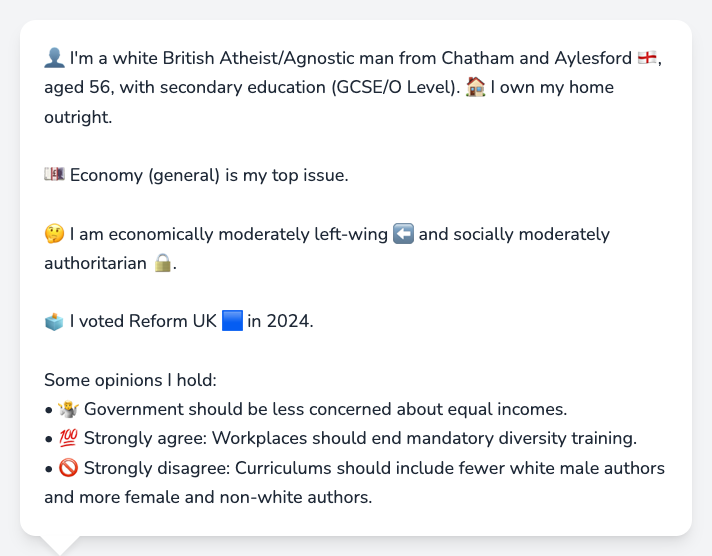 👤 I'm a white British Atheist/Agnostic man from Chatham and Aylesford 🏴󠁧󠁢󠁥󠁮󠁧󠁿,
aged 56, with secondary education (GCSE/O Level). 🏠 I own my home
outright.
💷 Economy (general) is my top issue.
🤔 I am economically moderately left-wing ⬅️ and socially moderately
authoritarian 🔒.
🗳️ I voted Reform UK 🟦 in 2024.
Some opinions I hold:
• 🤷 Government should be less concerned about equal incomes.
• 💯 Strongly agree: Workplaces should end mandatory diversity training.
• 🚫 Strongly disagree: Curriculums should include fewer white male authors
and more female and non-white authors.